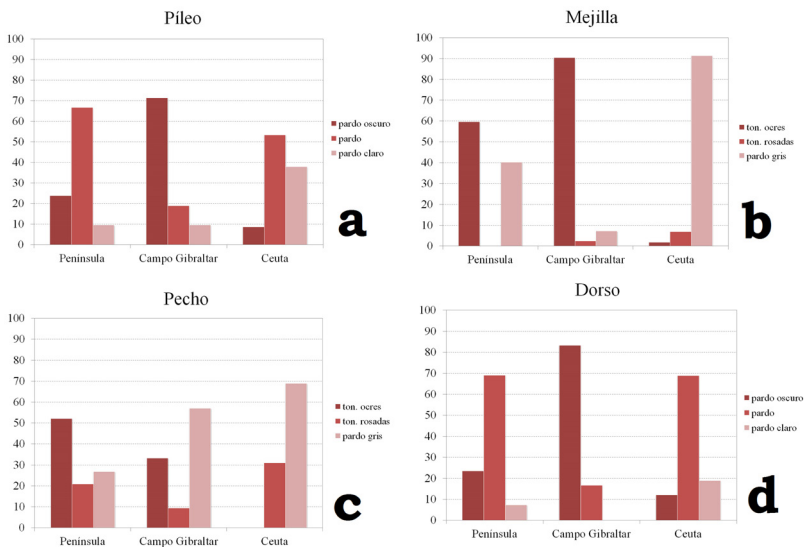 Píleo
100
90
80
70
60
50
40
30
20
10
0
Península Campo Gibraltar Ceuta
pardo oscuro
pardo
pardo claro
a
Mejilla
100
90
80
70
60
50
40
30
20
10
0
Península Campo Gibraltar Ceuta
ton. ocres
ton. rosadas
pardo gris
b
Pecho
100
90
80
70
60
50
40
30
20
10
0
Península Campo Gibraltar Ceuta
ton. ocres
ton. rosadas
pardo gris
c
Dorso
100
90
80
70
60
50
40
30
20
10
0
Península Campo Gibraltar Ceuta
pardo oscuro
pardo
pardo claro
d